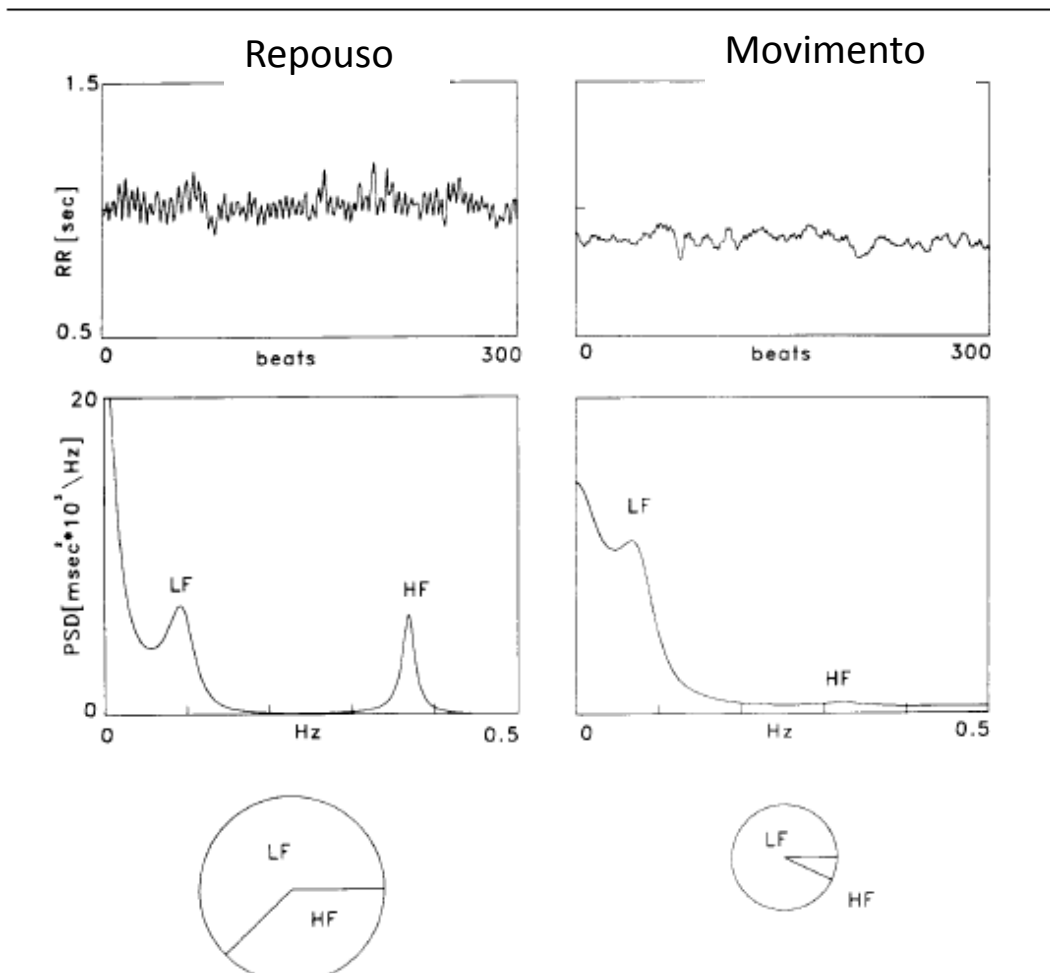 Repouso
Movimento
1.5
RR [sec]
0.5
0
beats
300
0
beats
300
20
PSD[msec²*10³\Hz]
LF
HF
0
0
Hz
0.5
LF
HF
0
Hz
0.5
LF
HF
LF
HF